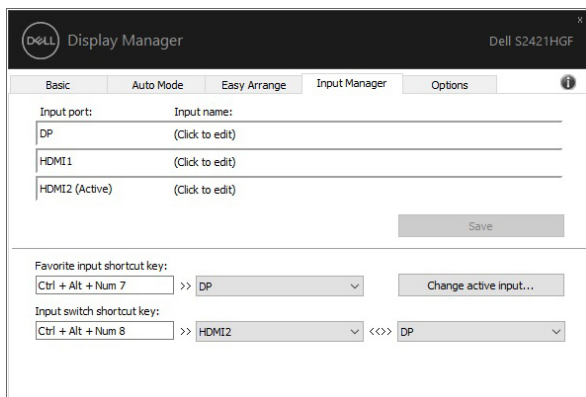 x
DELL Display Manager Dell S2421HGF
Basic Auto Mode Easy Arrange Input Manager Options i
Input port: Input name:
DP (Click to edit)
HDMI1 (Click to edit)
HDMI2 (Active) (Click to edit)
Save
Favorite input shortcut key:
Ctrl + Alt + Num 7 >> DP Change active input...
Input switch shortcut key:
Ctrl + Alt + Num 8 >> HDMI2 <<>> DP